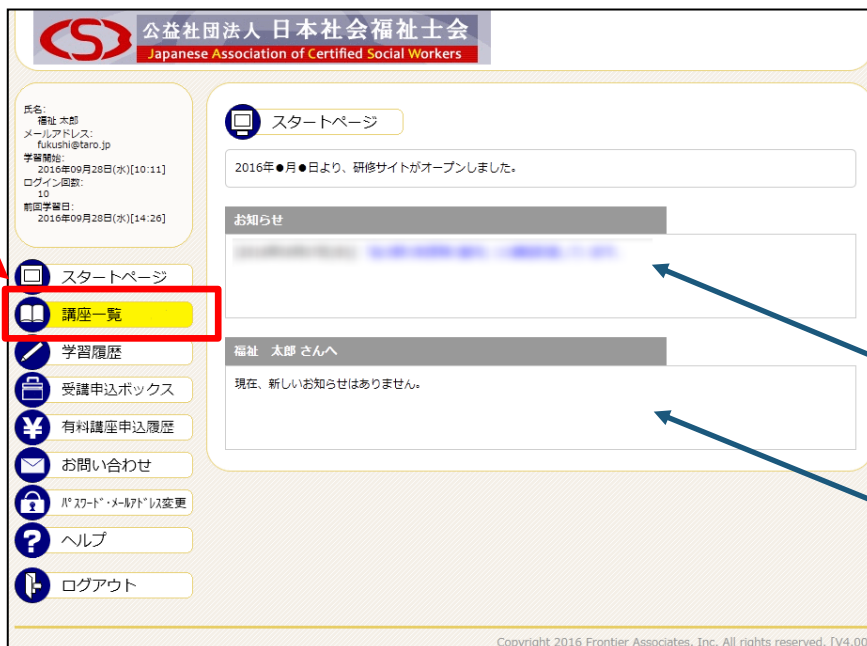 公益社団法人 日本社会福祉士会
Japanese Association of Certified Social Workers
氏名:
福祉 太郎
メールアドレス:
fukushi@taro.jp
学習開始:
2016年09月28日(水)[10:11]
ログイン回数:
10
前回学習日:
2016年09月28日(水)[14:26]
スタートページ
講座一覧
学習履歴
受講申込ボックス
有料講座申込履歴
お問い合わせ
ﾊﾟｽﾜｰﾄﾞ・ﾒｰﾙｱﾄﾞﾚｽ変更
ヘルプ
ログアウト
スタートページ
2016年●月●日より、研修サイトがオープンしました。
お知らせ
福祉 太郎 さんへ
現在、新しいお知らせはありません。
Copyright 2016 Frontier Associates, Inc. All rights reserved. [V4.00